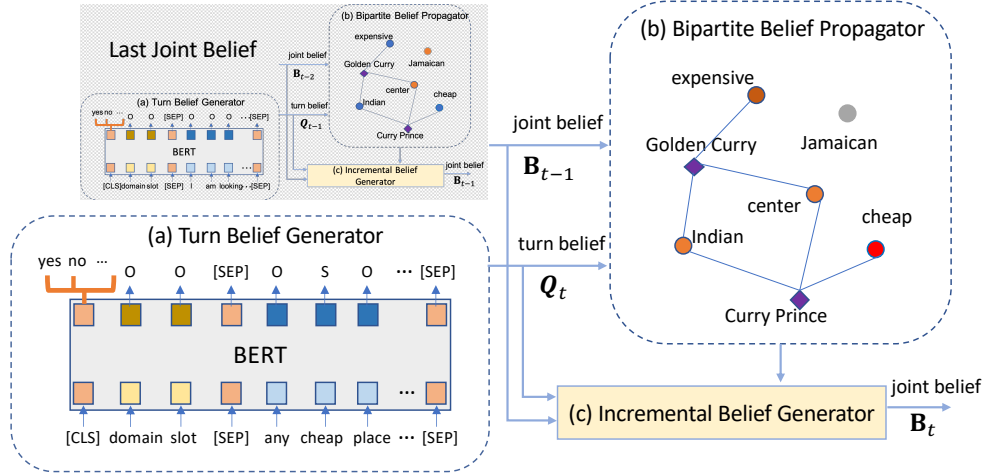 Last Joint Belief
(a) Turn Belief Generator
yes no ...
O O [SEP] O O O ...[SEP]
BERT
[CLS] domain slot [SEP] I am looking ...[SEP]
joint belief
B_{t−2}
turn belief
Q_{t−1}
(b) Bipartite Belief Propagator
expensive
Jamaican
Golden Curry
center
cheap
Indian
Curry Prince
(c) Incremental Belief
Generator
joint belief
B_{t−1}
(a) Turn Belief Generator
yes no ...
O O [SEP] O S O ... [SEP]
BERT
...
[CLS] domain slot [SEP] any cheap place ... [SEP]
joint belief
B_{t−1}
turn belief
Q_t
(b) Bipartite Belief Propagator
expensive
Jamaican
Golden Curry
center
cheap
Indian
Curry Prince
(c) Incremental Belief Generator
joint belief
B_t